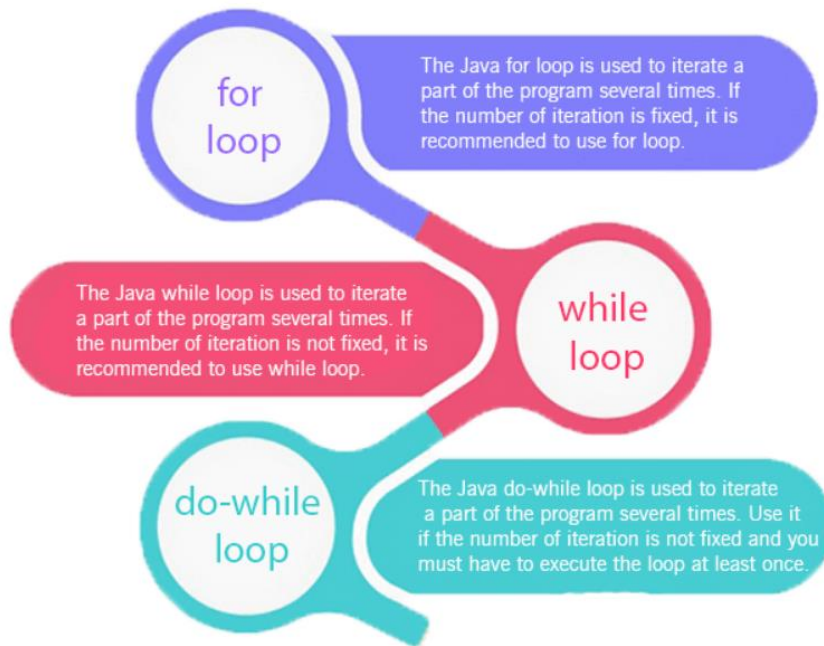 for
loop
The Java for loop is used to iterate a
part of the program several times. If
the number of iteration is fixed, it is
recommended to use for loop.
The Java while loop is used to iterate
a part of the program several times. If
the number of iteration is not fixed, it is
recommended to use while loop.
while
loop
do-while
loop
The Java do-while loop is used to iterate
a part of the program several times. Use it
if the number of iteration is not fixed and you
must have to execute the loop at least once.